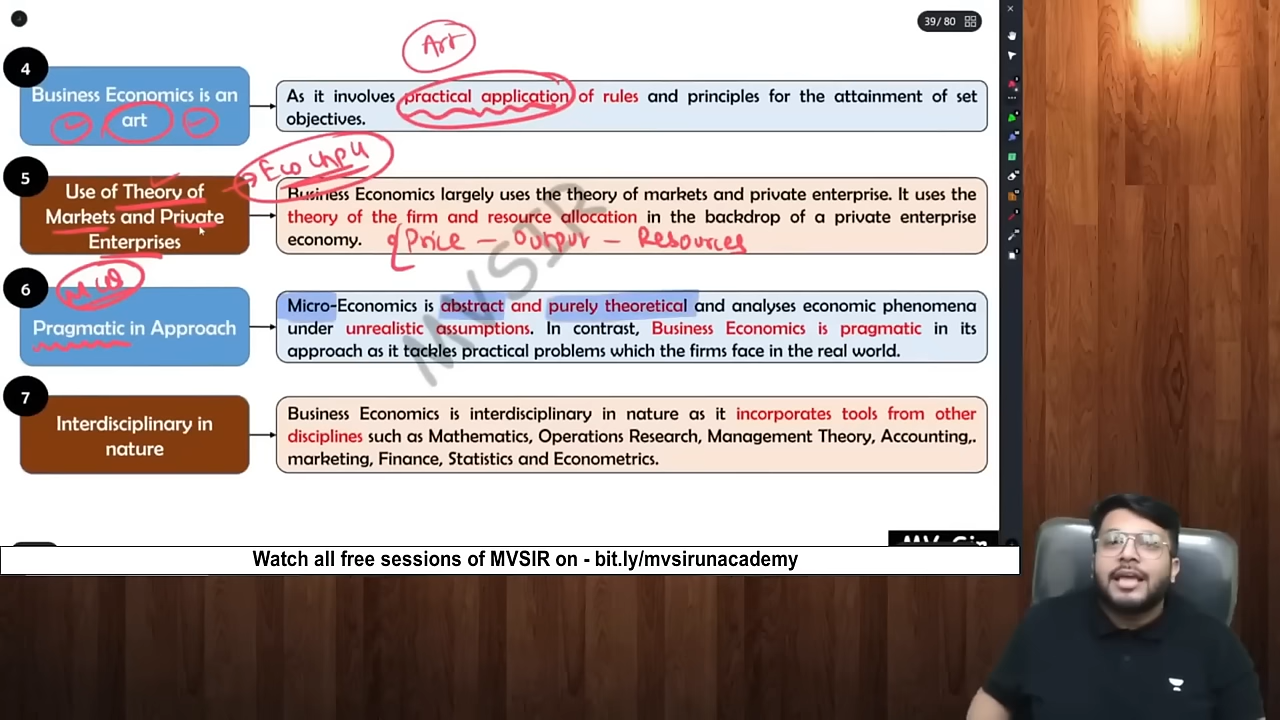 39/80
Art
4
Business Economics is an
art
As it involves practical application of rules and principles for the attainment of set
objectives.
Eco Chp 4
5
Use of Theory of
Markets and Private
Enterprises
Business Economics largely uses the theory of markets and private enterprise. It uses the
theory of the firm and resource allocation in the backdrop of a private enterprise
economy.
Price – Output – Resources
MCQ
6
Pragmatic in Approach
Micro-Economics is abstract and purely theoretical and analyses economic phenomena
under unrealistic assumptions. In contrast, Business Economics is pragmatic in its
approach as it tackles practical problems which the firms face in the real world.
7
Interdisciplinary in
nature
Business Economics is interdisciplinary in nature as it incorporates tools from other
disciplines such as Mathematics, Operations Research, Management Theory, Accounting,.
marketing, Finance, Statistics and Econometrics.
MVSIR
MV Sir
Watch all free sessions of MVSIR on - bit.ly/mvsirunacademy